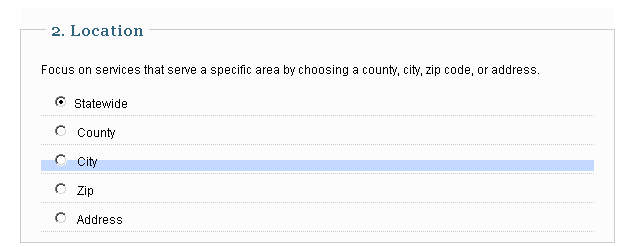 2. Location
Focus on services that serve a specific area by choosing a county, city, zip code, or address.
Statewide
County
City
Zip
Address